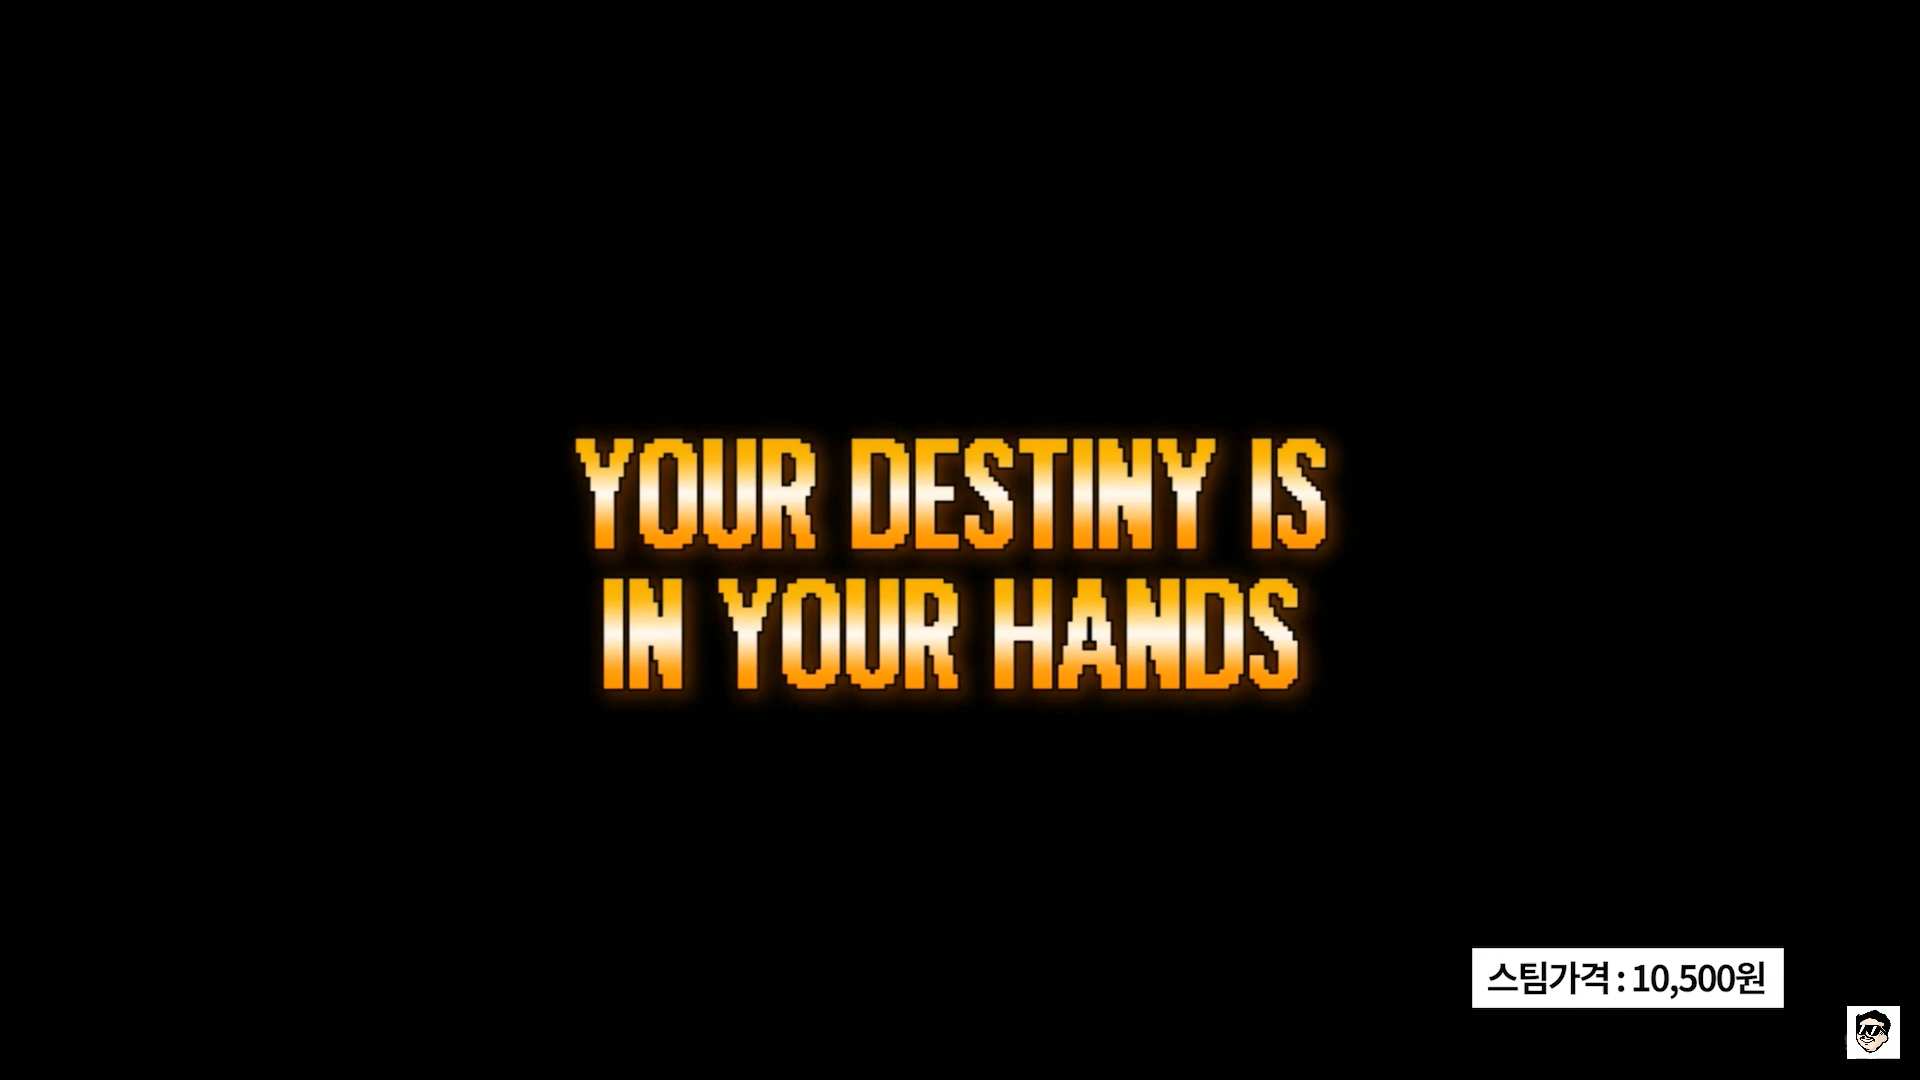 YOUR DESTINY IS
IN YOUR HANDS
스팀가격 : 10,500원